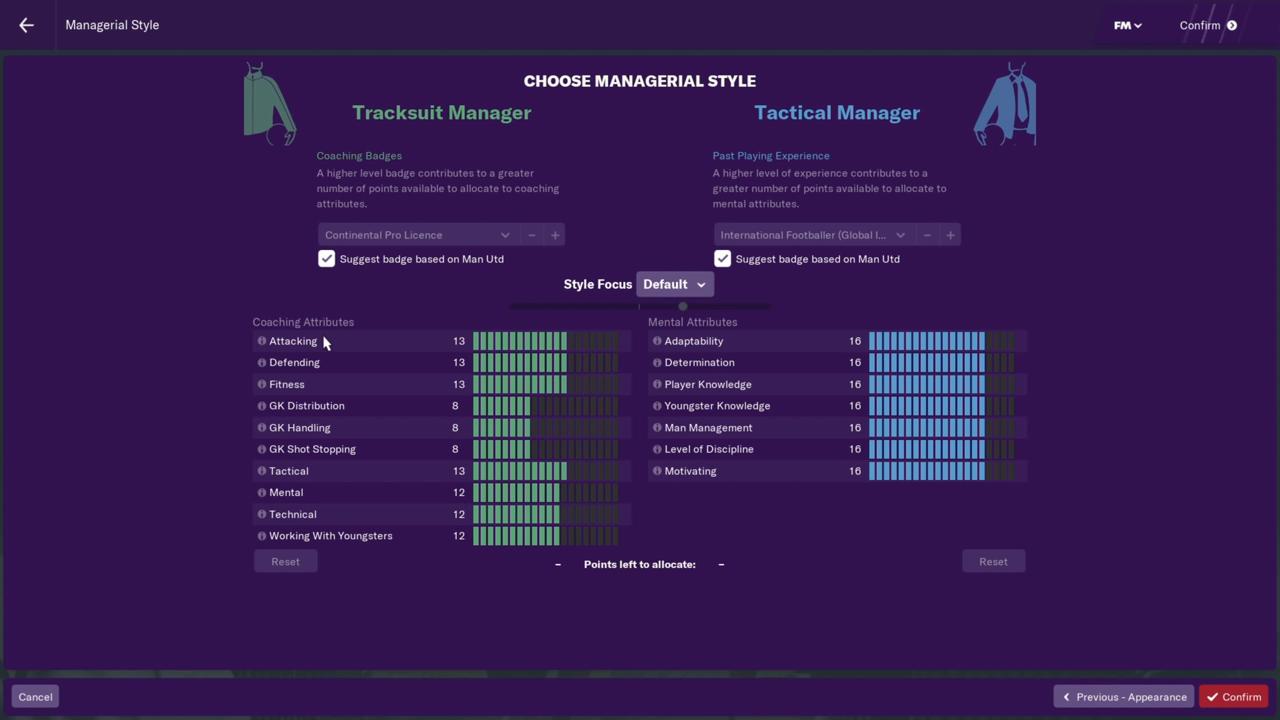 Managerial Style
FM
Confirm
CHOOSE MANAGERIAL STYLE
Tracksuit Manager
Tactical Manager
Coaching Badges
A higher level badge contributes to a greater
number of points available to allocate to coaching
attributes.
Past Playing Experience
A higher level of experience contributes to a
greater number of points available to allocate to
mental attributes.
Continental Pro Licence
International Footballer (Global I...
Suggest badge based on Man Utd
Suggest badge based on Man Utd
Style Focus Default
Coaching Attributes
Attacking 13
Defending 13
Fitness 13
GK Distribution 8
GK Handling 8
GK Shot Stopping 8
Tactical 13
Mental 12
Technical 12
Working With Youngsters 12
Mental Attributes
Adaptability 16
Determination 16
Player Knowledge 16
Youngster Knowledge 16
Man Management 16
Level of Discipline 16
Motivating 16
Reset
– Points left to allocate: –
Reset
Cancel
Previous - Appearance
Confirm